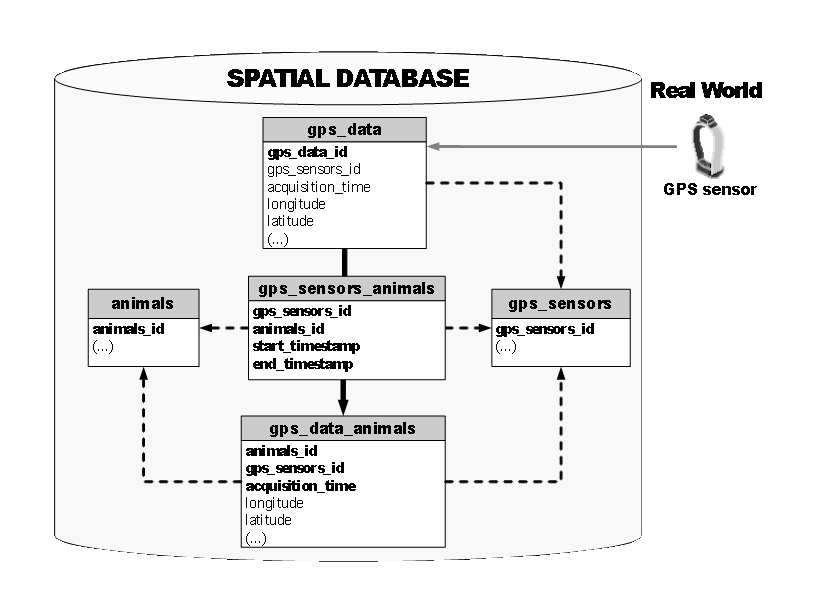 SPATIAL DATABASE
Real World
GPS sensor
gps_data
gps_data_id
gps_sensors_id
acquisition_time
longitude
latitude
(...)
animals
animals_id
(...)
gps_sensors_animals
gps_sensors_id
animals_id
start_timestamp
end_timestamp
gps_sensors
gps_sensors_id
(...)
gps_data_animals
animals_id
gps_sensors_id
acquisition_time
longitude
latitude
(...)